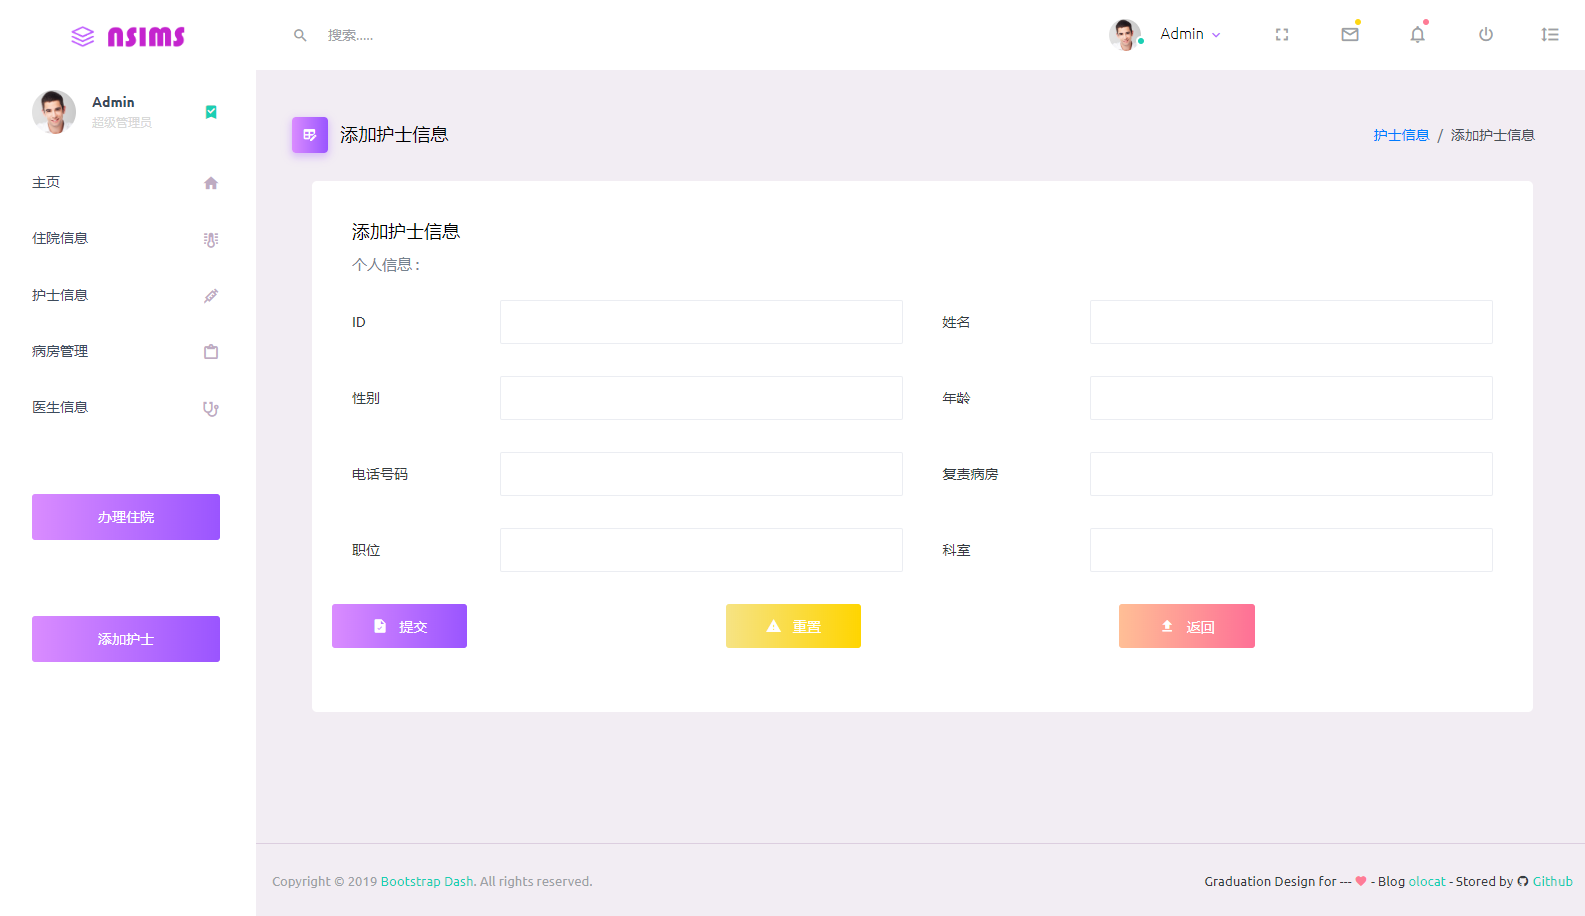 nsims
搜索.....
Admin
Admin
超级管理员
主页
住院信息
护士信息
病房管理
医生信息
办理住院
添加护士
添加护士信息
护士信息 / 添加护士信息
添加护士信息
个人信息 :
ID
姓名
性别
年龄
电话号码
复责病房
职位
科室
提交
重置
返回
Copyright © 2019 Bootstrap Dash. All rights reserved.
Graduation Design for --- ♥ - Blog olocat - Stored by Github